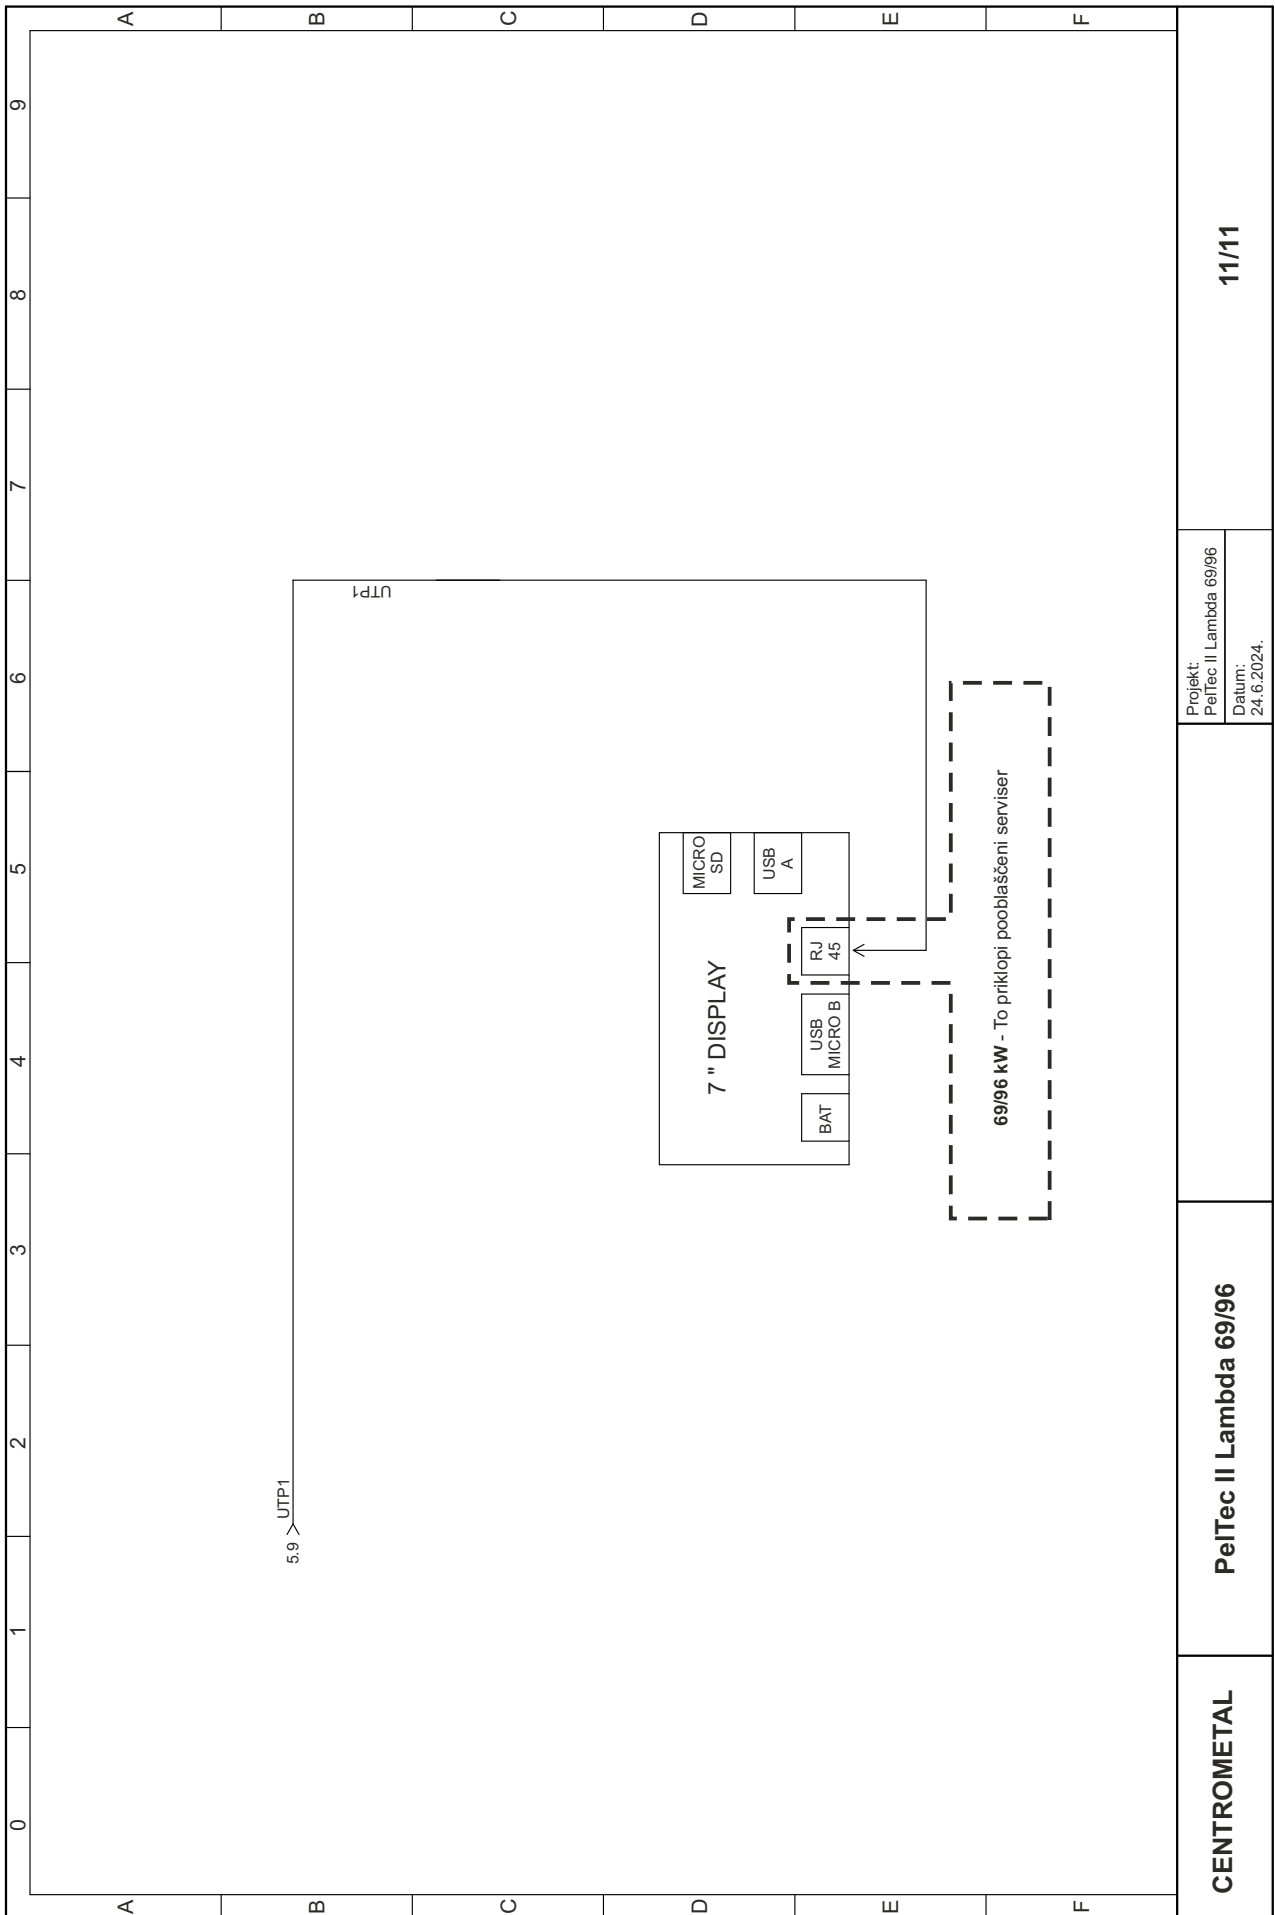 0
1
2
3
4
5
6
7
8
9
A
A
B
B
C
C
D
D
E
E
F
F
5.9
UTP1
UTP1
7 " DISPLAY
MICRO
SD
USB
A
BAT
USB
MICRO B
RJ
45
69/96 kW - To priklopi pooblaščeni serviser
CENTROMETAL
PelTec II Lambda 69/96
Projekt:
PelTec II Lambda 69/96
Datum:
24.6.2024.
11/11